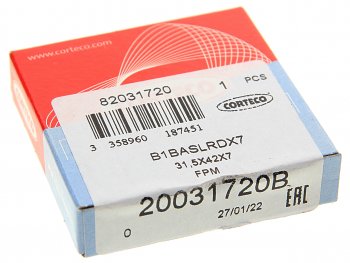 www.corteco.com
82031720
1 PCS
CORTECO
3 358960 187451
B1BASLRDX7
31,5X42X7
FPM
20031720B
0
27/01/22
EAC